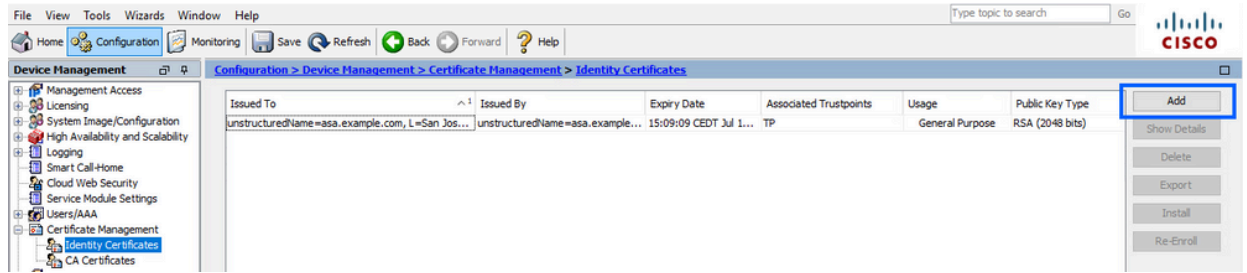 File View Tools Wizards Window Help Type topic to search Go
Home Configuration Monitoring Save Refresh Back Forward Help
CISCO
Device Management Configuration > Device Management > Certificate Management > Identity Certificates
Management Access
Licensing
System Image/Configuration
High Availability and Scalability
Logging
Smart Call-Home
Cloud Web Security
Service Module Settings
Users/AAA
Certificate Management
Identity Certificates
CA Certificates
Issued To 1 Issued By Expiry Date Associated Trustpoints Usage Public Key Type
unstructuredName=asa.example.com, L=San Jos... unstructuredName=asa.example... 15:09:09 CEDT Jul 1... TP General Purpose RSA (2048 bits)
Add
Show Details
Delete
Export
Install
Re-Enroll